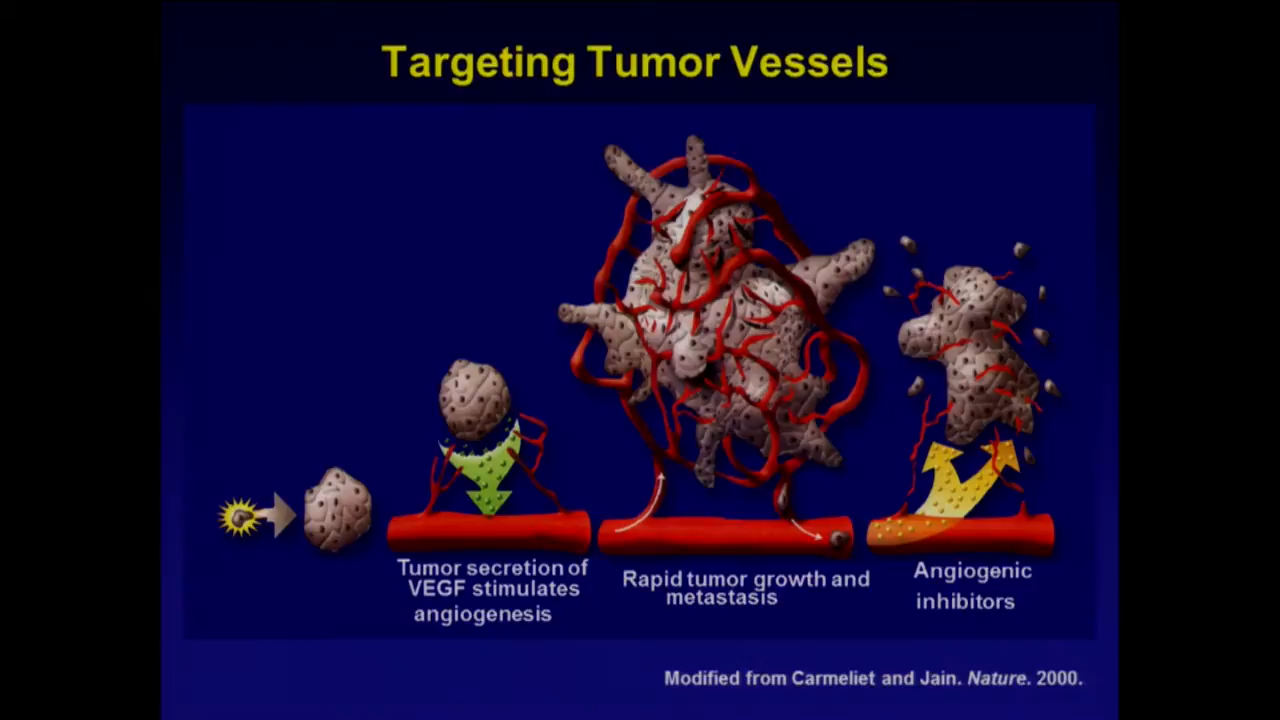 Targeting Tumor Vessels
Tumor secretion of
VEGF stimulates
angiogenesis
Rapid tumor growth and
metastasis
Angiogenic
inhibitors
Modified from Carmeliet and Jain. Nature. 2000.